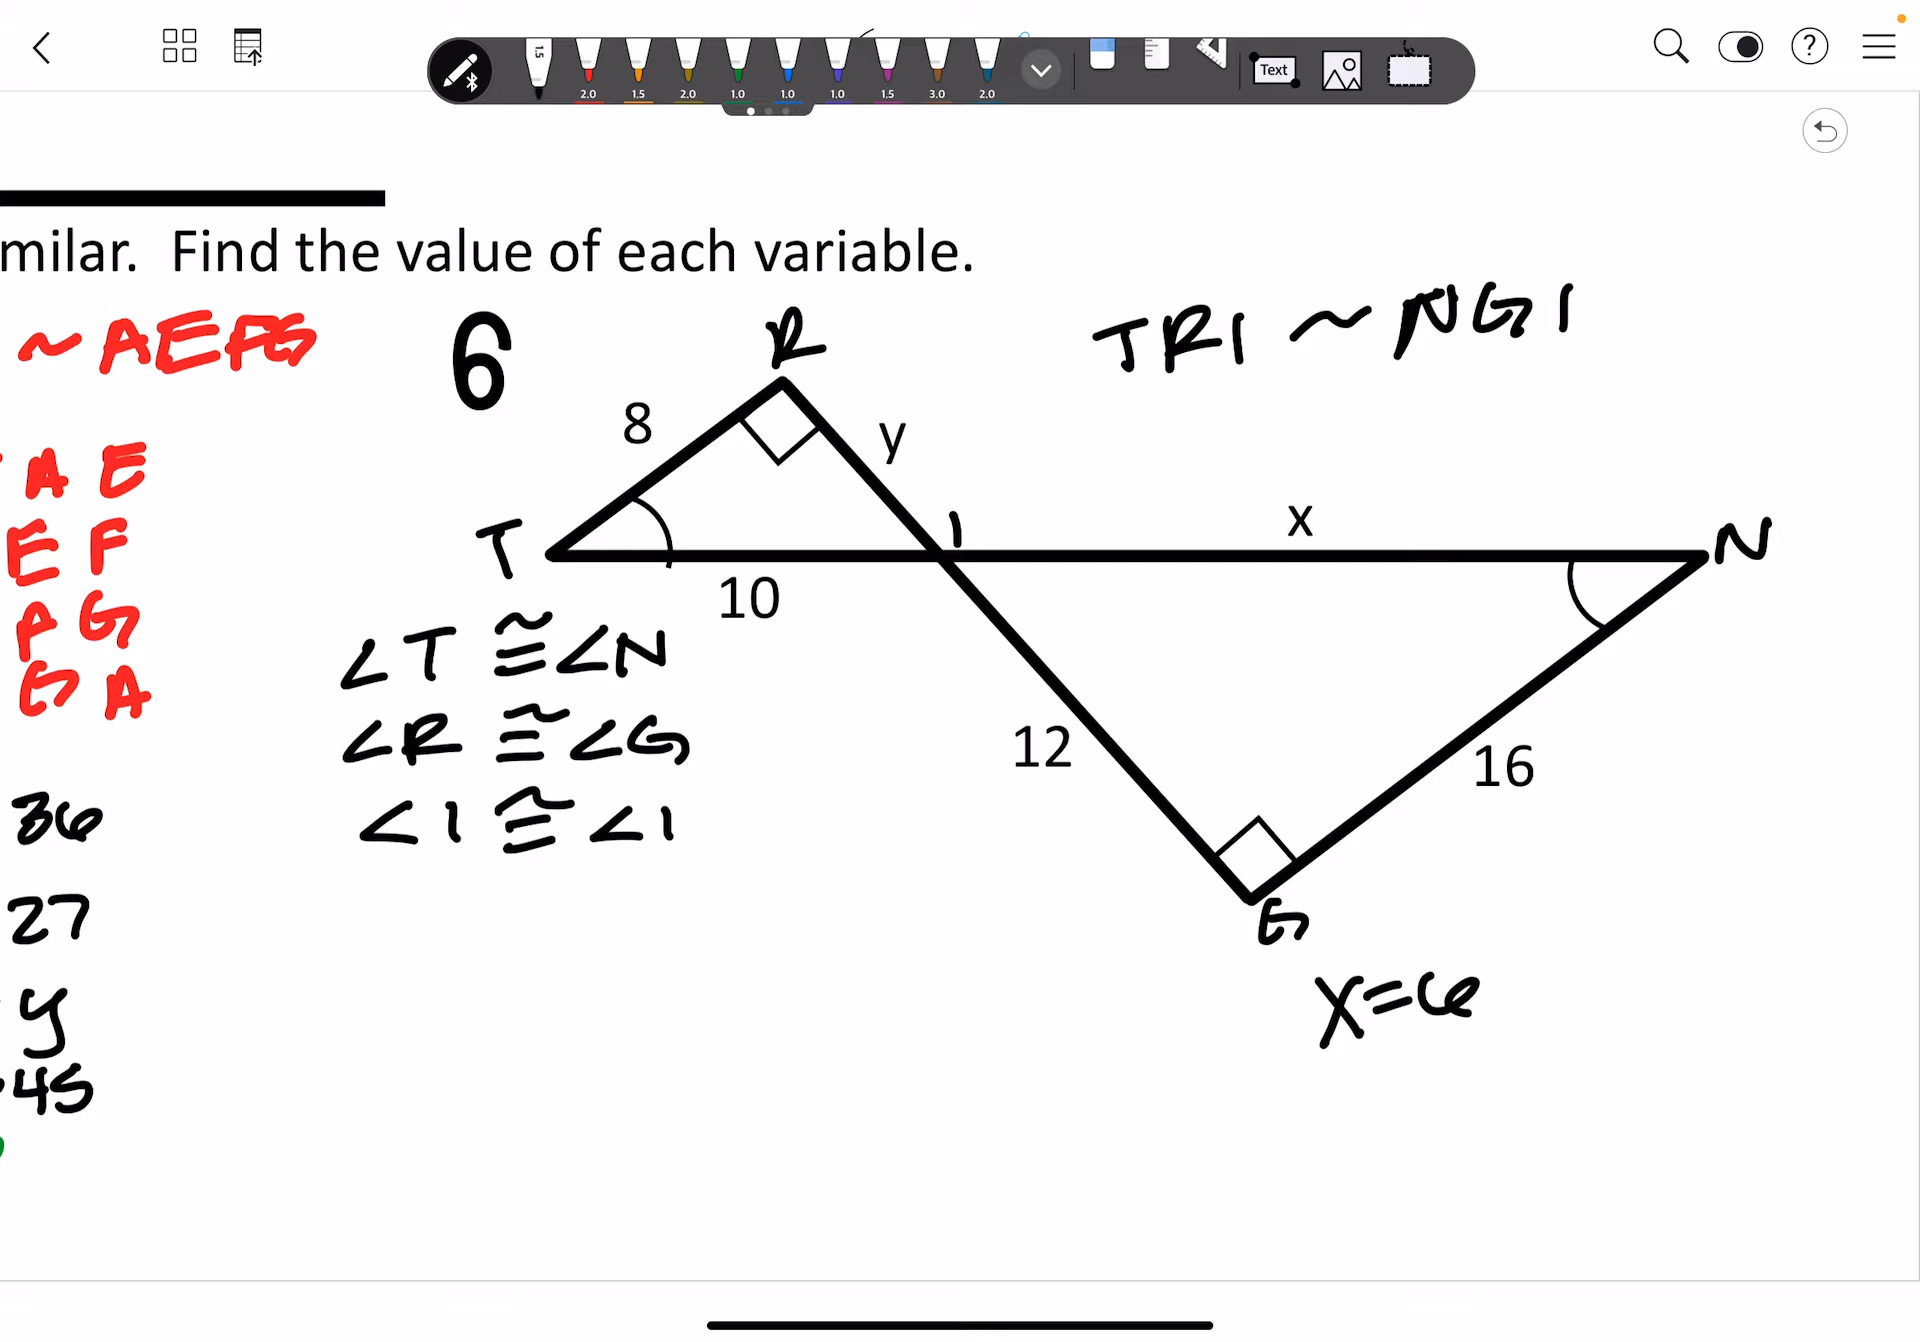 1.5
2.0 1.5 2.0 1.0 1.0 1.0 1.5 3.0 2.0
Text
?
milar. Find the value of each variable.
~ AEFG
6
R
TRI ~ NGI
8
y
A E
E F
F G
G A
T
I
x
N
10
∠T ≅ ∠N
∠R ≅ ∠G
∠I ≅ ∠I
12
16
36
27
y
45
G
x=6